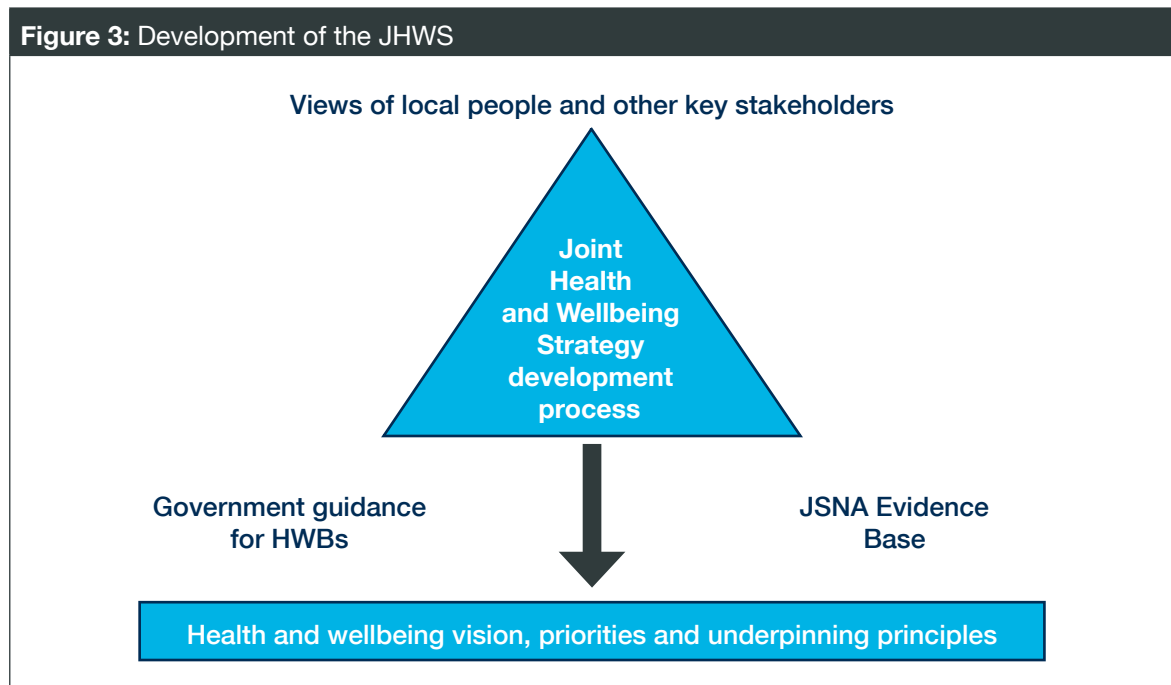 Figure 3: Development of the JHWS
Views of local people and other key stakeholders
Joint
Health
and Wellbeing
Strategy
development
process
Government guidance
for HWBs
JSNA Evidence
Base
Health and wellbeing vision, priorities and underpinning principles